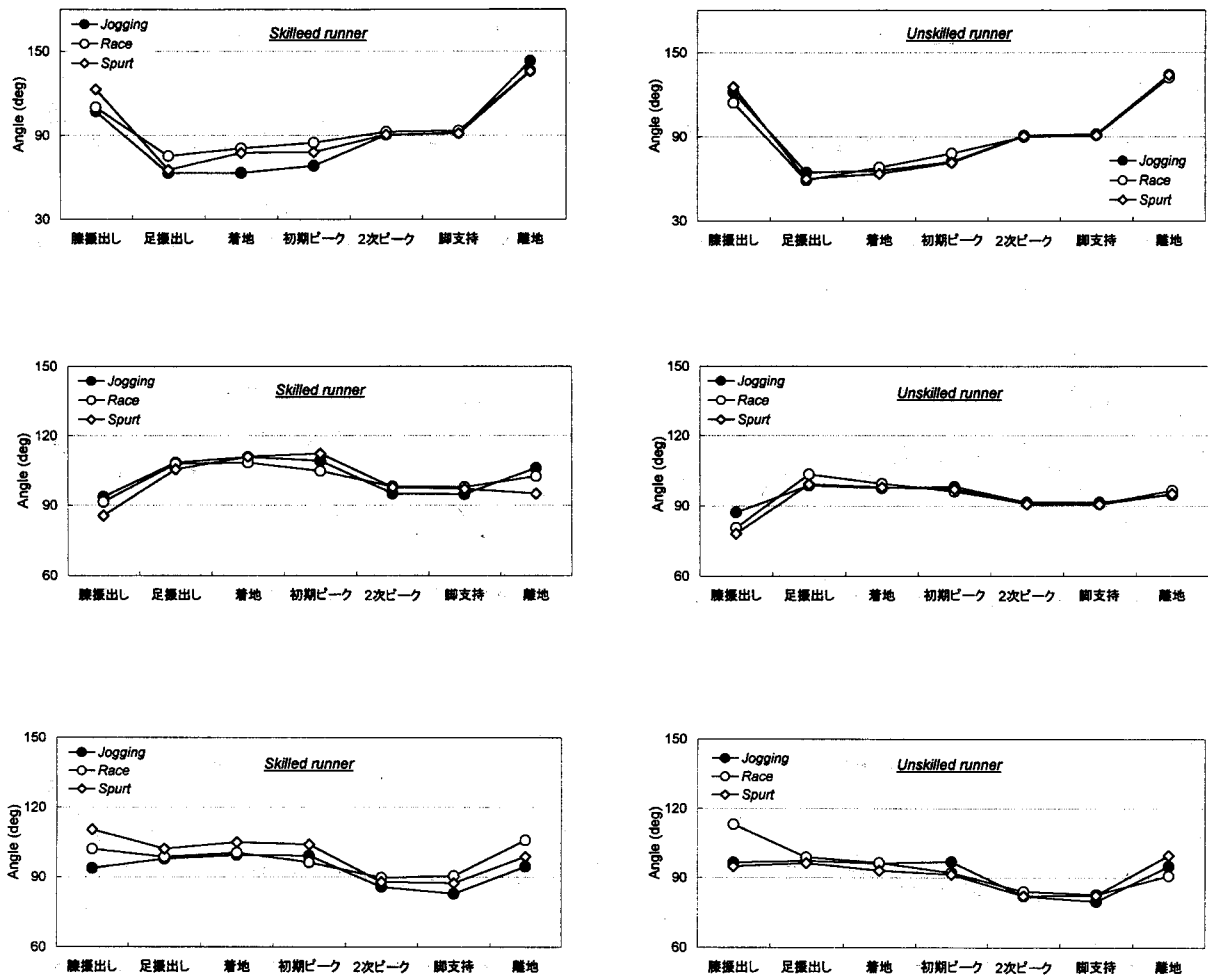 150
90
30
Angle (deg)
Jogging
Race
Spurt
Skilleed runner
膝振出し 足振出し 着地 初期ピーク 2次ピーク 脚支持 離地
150
90
30
Angle (deg)
Unskilled runner
Jogging
Race
Spurt
膝振出し 足振出し 着地 初期ピーク 2次ピーク 脚支持 離地
150
120
90
60
Angle (deg)
Jogging
Race
Spurt
Skilled runner
膝振出し 足振出し 着地 初期ピーク 2次ピーク 脚支持 離地
150
120
90
60
Angle (deg)
Jogging
Race
Spurt
Unskilled runner
膝振出し 足振出し 着地 初期ピーク 2次ピーク 脚支持 離地
150
120
90
60
Angle (deg)
Jogging
Race
Spurt
Skilled runner
膝振出し 足振出し 着地 初期ピーク 2次ピーク 脚支持 離地
150
120
90
60
Angle (deg)
Jogging
Race
Spurt
Unskilled runner
膝振出し 足振出し 着地 初期ピーク 2次ピーク 脚支持 離地